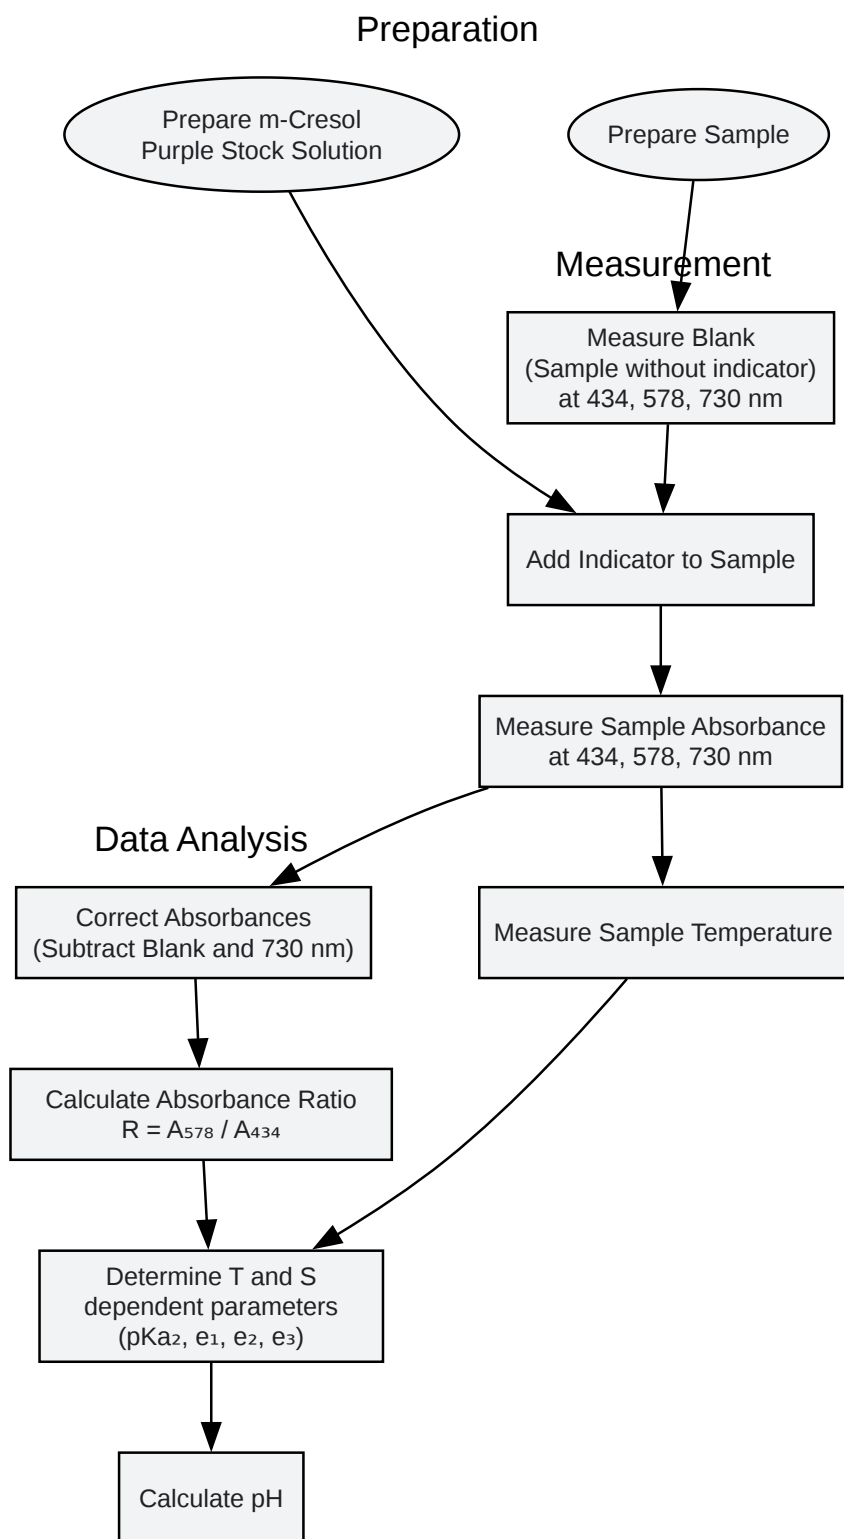 Preparation
Prepare m-Cresol
Purple Stock Solution
Prepare Sample
Measurement
Measure Blank
(Sample without indicator)
at 434, 578, 730 nm
Add Indicator to Sample
Measure Sample Absorbance
at 434, 578, 730 nm
Data Analysis
Correct Absorbances
(Subtract Blank and 730 nm)
Measure Sample Temperature
Calculate Absorbance Ratio
R = A₅₇₈ / A₄₃₄
Determine T and S
dependent parameters
(pKa₂, e₁, e₂, e₃)
Calculate pH